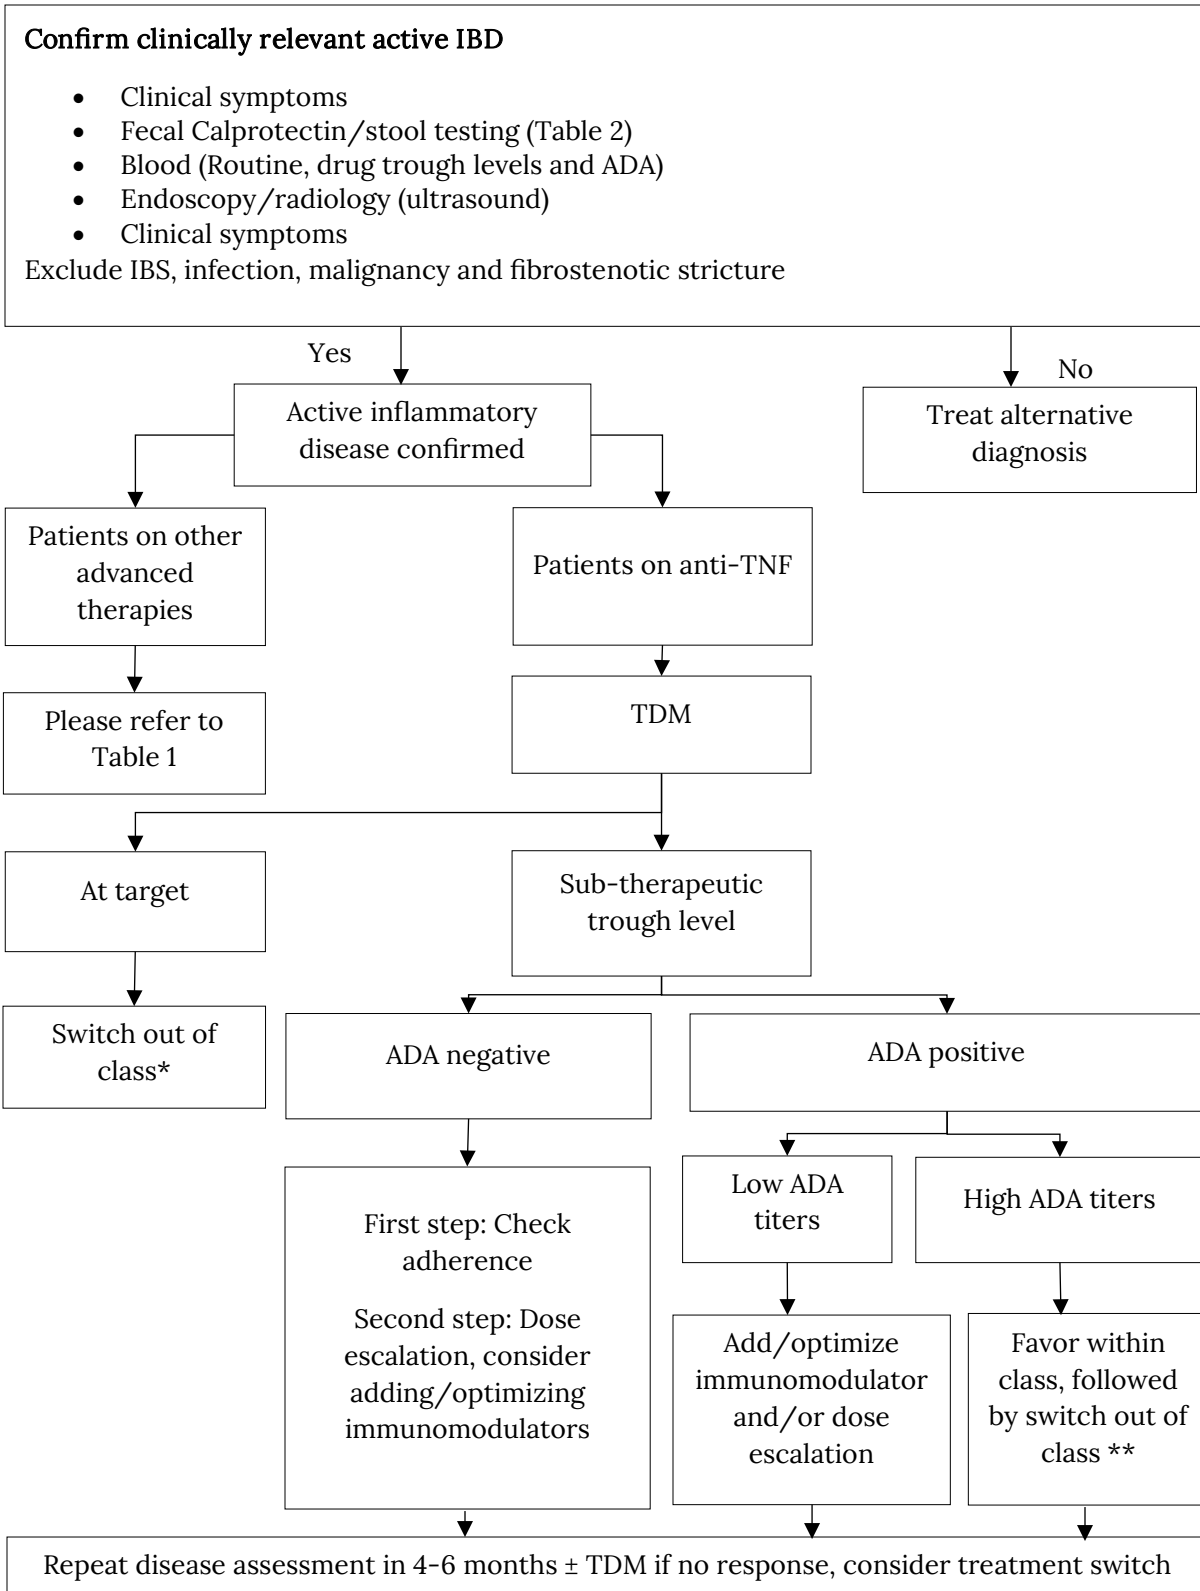 Confirm clinically relevant active IBD
• Clinical symptoms
• Fecal Calprotectin/stool testing (Table 2)
• Blood (Routine, drug trough levels and ADA)
• Endoscopy/radiology (ultrasound)
• Clinical symptoms
Exclude IBS, infection, malignancy and fibrostenotic stricture
Yes
No
Active inflammatory
disease confirmed
Treat alternative
diagnosis
Patients on other
advanced
therapies
Patients on anti-TNF
Please refer to
Table 1
TDM
At target
Sub-therapeutic
trough level
Switch out of
class*
ADA negative
ADA positive
First step: Check
adherence
Second step: Dose
escalation, consider
adding/optimizing
immunomodulators
Low ADA
titers
High ADA titers
Add/optimize
immunomodulator
and/or dose
escalation
Favor within
class, followed
by switch out of
class **
Repeat disease assessment in 4-6 months ± TDM if no response, consider treatment switch